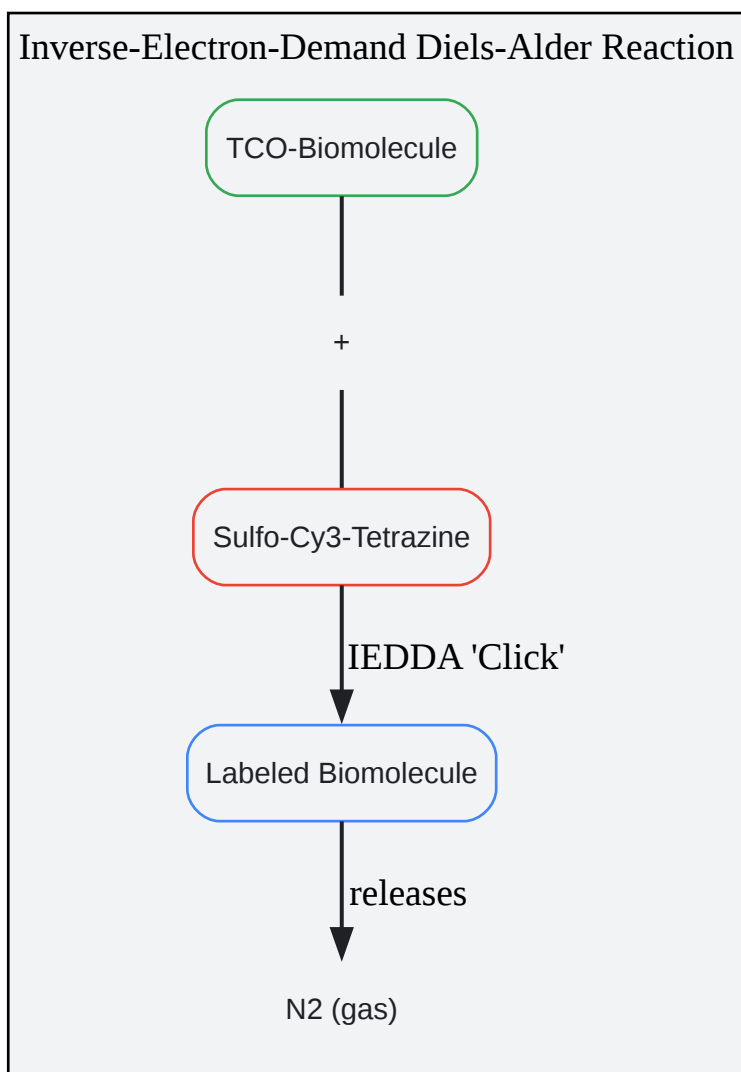 Inverse-Electron-Demand Diels-Alder Reaction
TCO-Biomolecule
+
Sulfo-Cy3-Tetrazine
IEDDA 'Click'
Labeled Biomolecule
releases
N2 (gas)